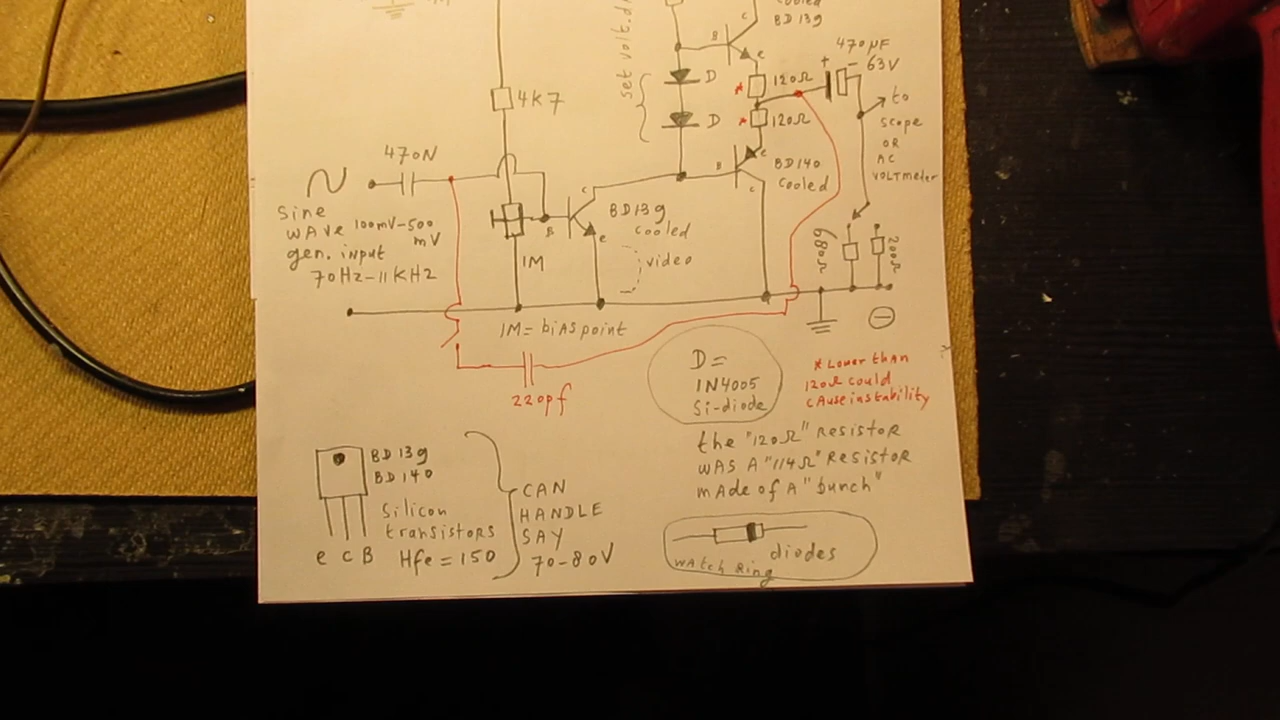 cooled
BD139
set volt.
C
B
e
D
D
120Ω
*
120Ω
*
470µF
+ -
63V
to
scope
OR
AC
VOLTmeter
4K7
470N
B
e
C
BD140
cooled
sine
WAVE 100mV-500
mV
gen. input
70Hz-11KHz
C
B
e
BD139
cooled
video
1M
680Ω
200Ω
1M = biaspoint
220pf
D =
1N4005
Si-diode
* Lower than
120Ω could
cAuse instability
the "120Ω" resistor
WAS A "114Ω" Resistor
mAde of A "bunch"
BD139
BD140
Silicon
transistors
e C B Hfe = 150
CAN
HANDLE
SAY
70-80V
diodes
WATCH Ring